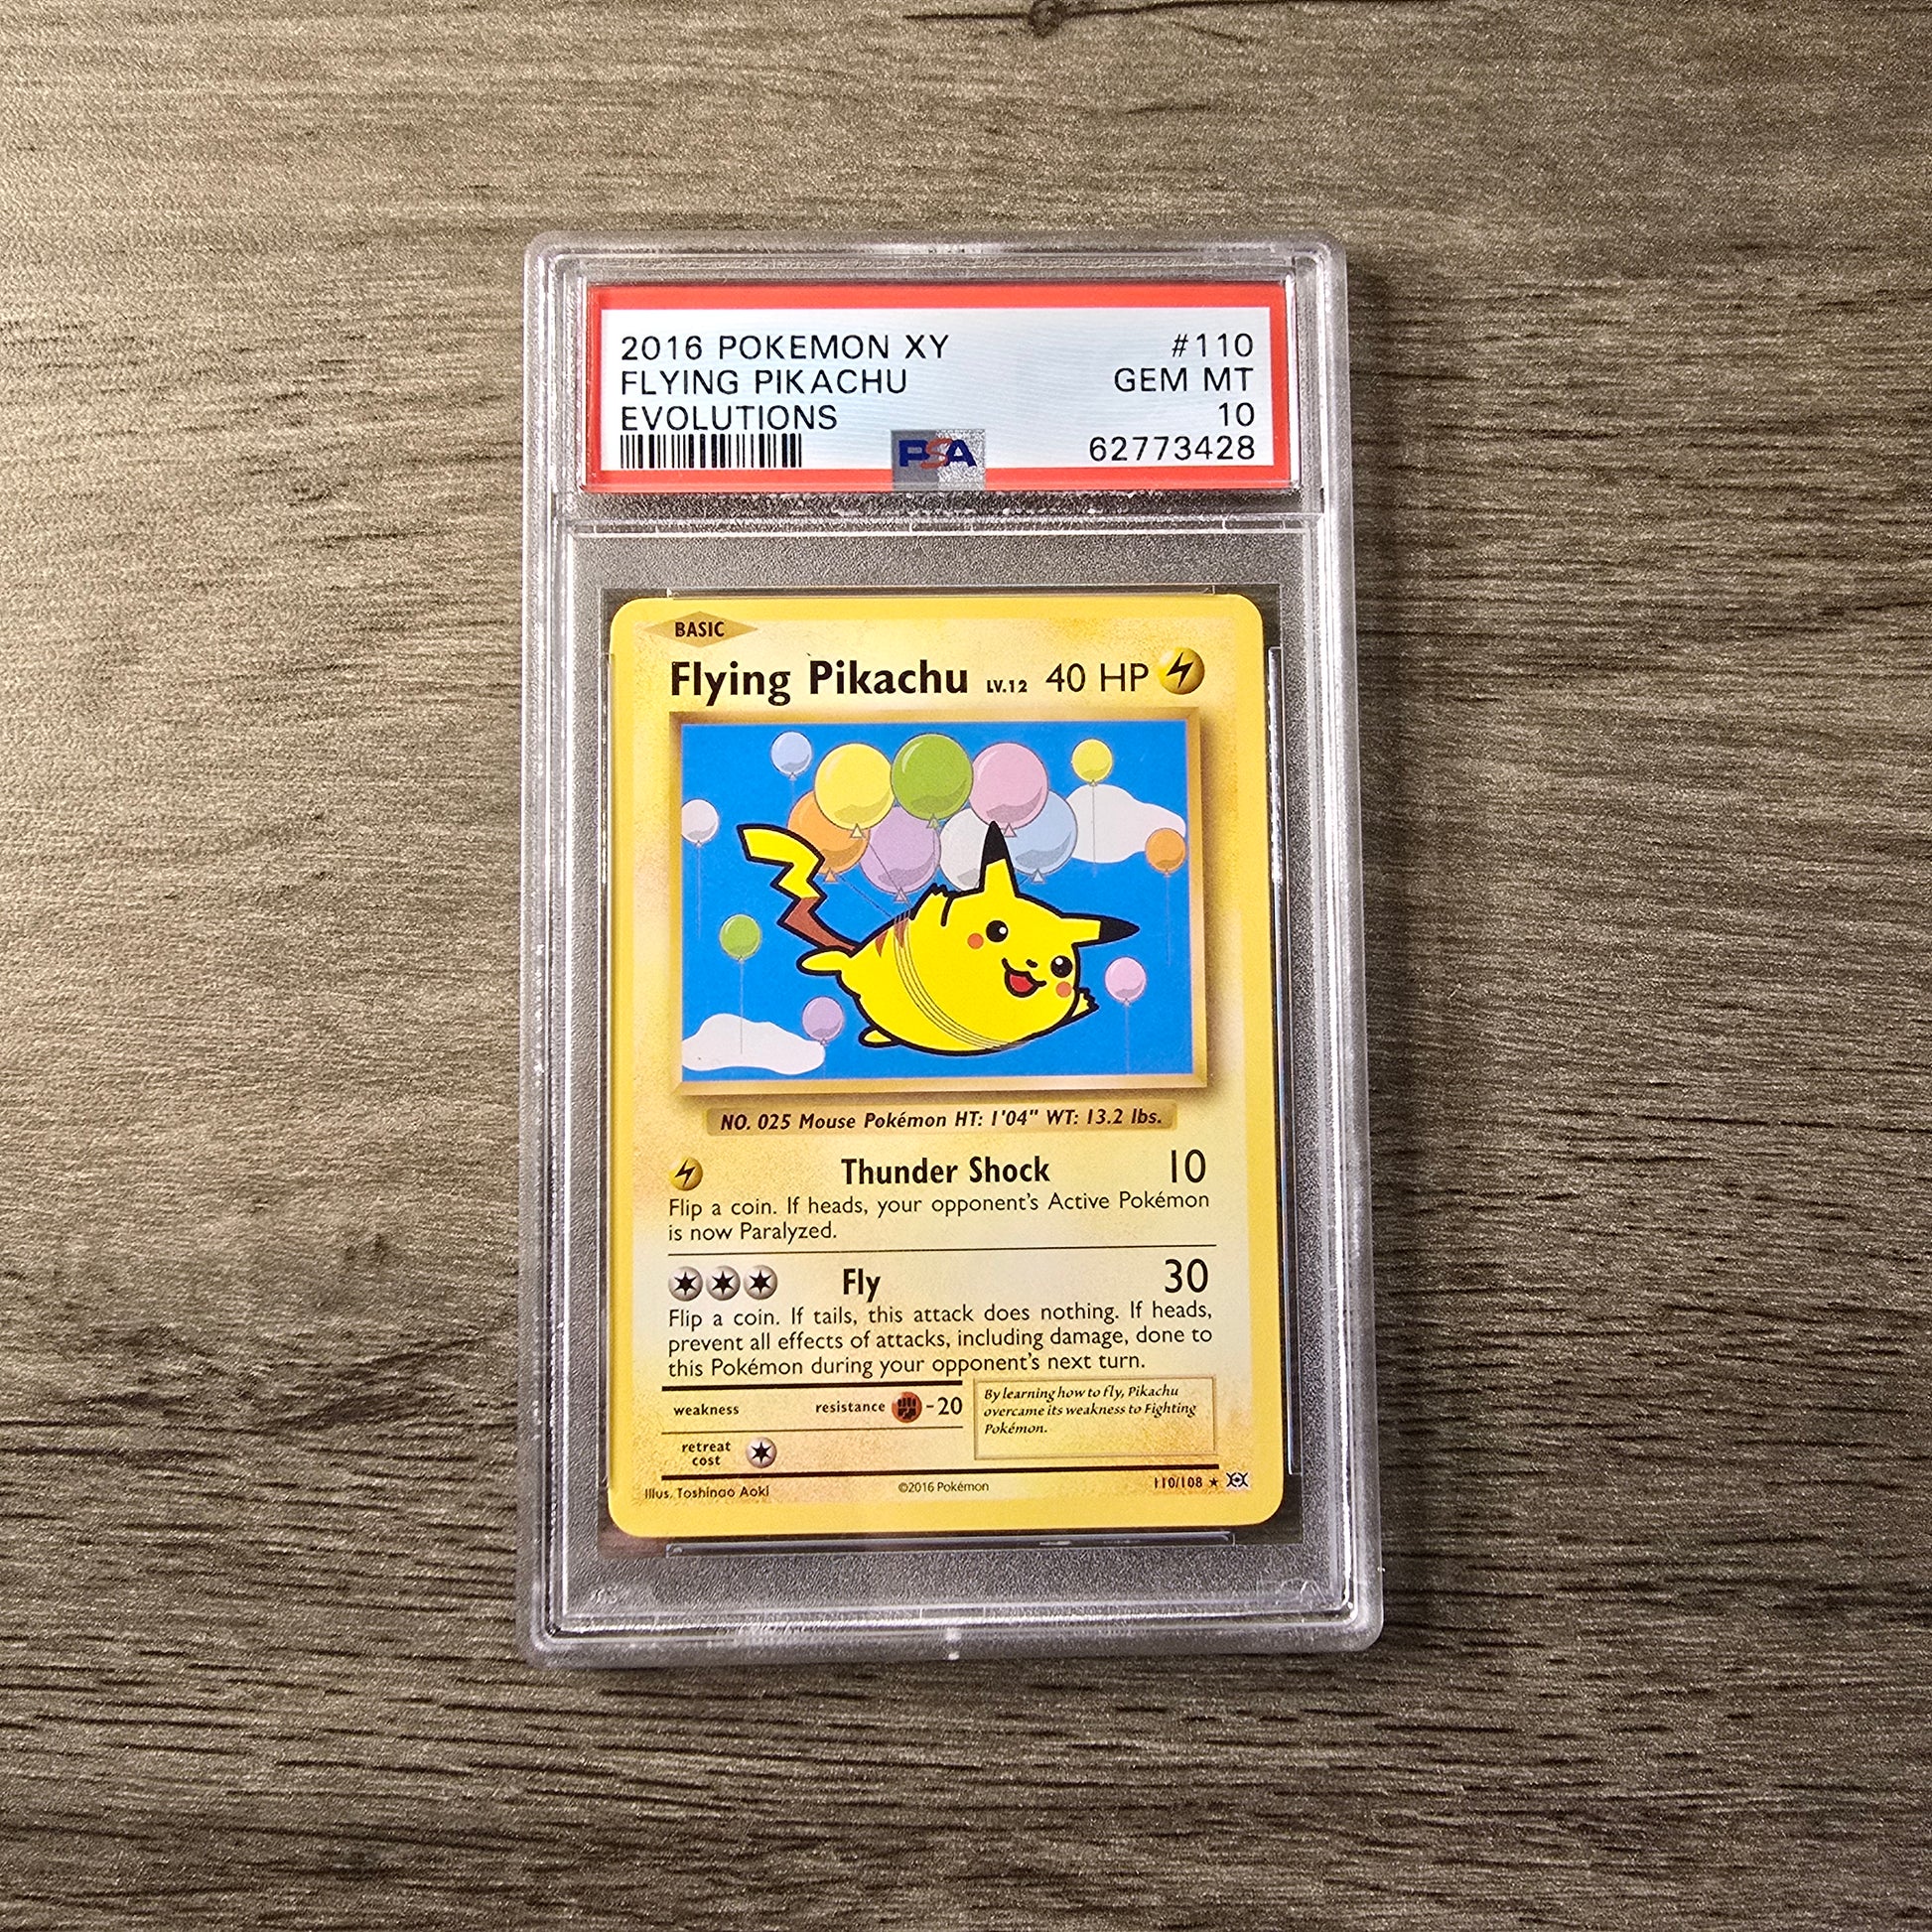 2016 POKEMON XY #110
FLYING PIKACHU GEM MT
EVOLUTIONS 10
PSA 62773428
BASIC
Flying Pikachu LV.12 40 HP
NO. 025 Mouse Pokémon HT: 1'04" WT: 13.2 lbs.
Thunder Shock 10
Flip a coin. If heads, your opponent's Active Pokémon
is now Paralyzed.
Fly 30
Flip a coin. If tails, this attack does nothing. If heads,
prevent all effects of attacks, including damage, done to
this Pokémon during your opponent's next turn.
weakness resistance -20
retreat
cost
By learning how to fly, Pikachu
overcame its weakness to Fighting
Pokémon.
Illus. Toshinao Aoki ©2016 Pokémon 110/108 ★